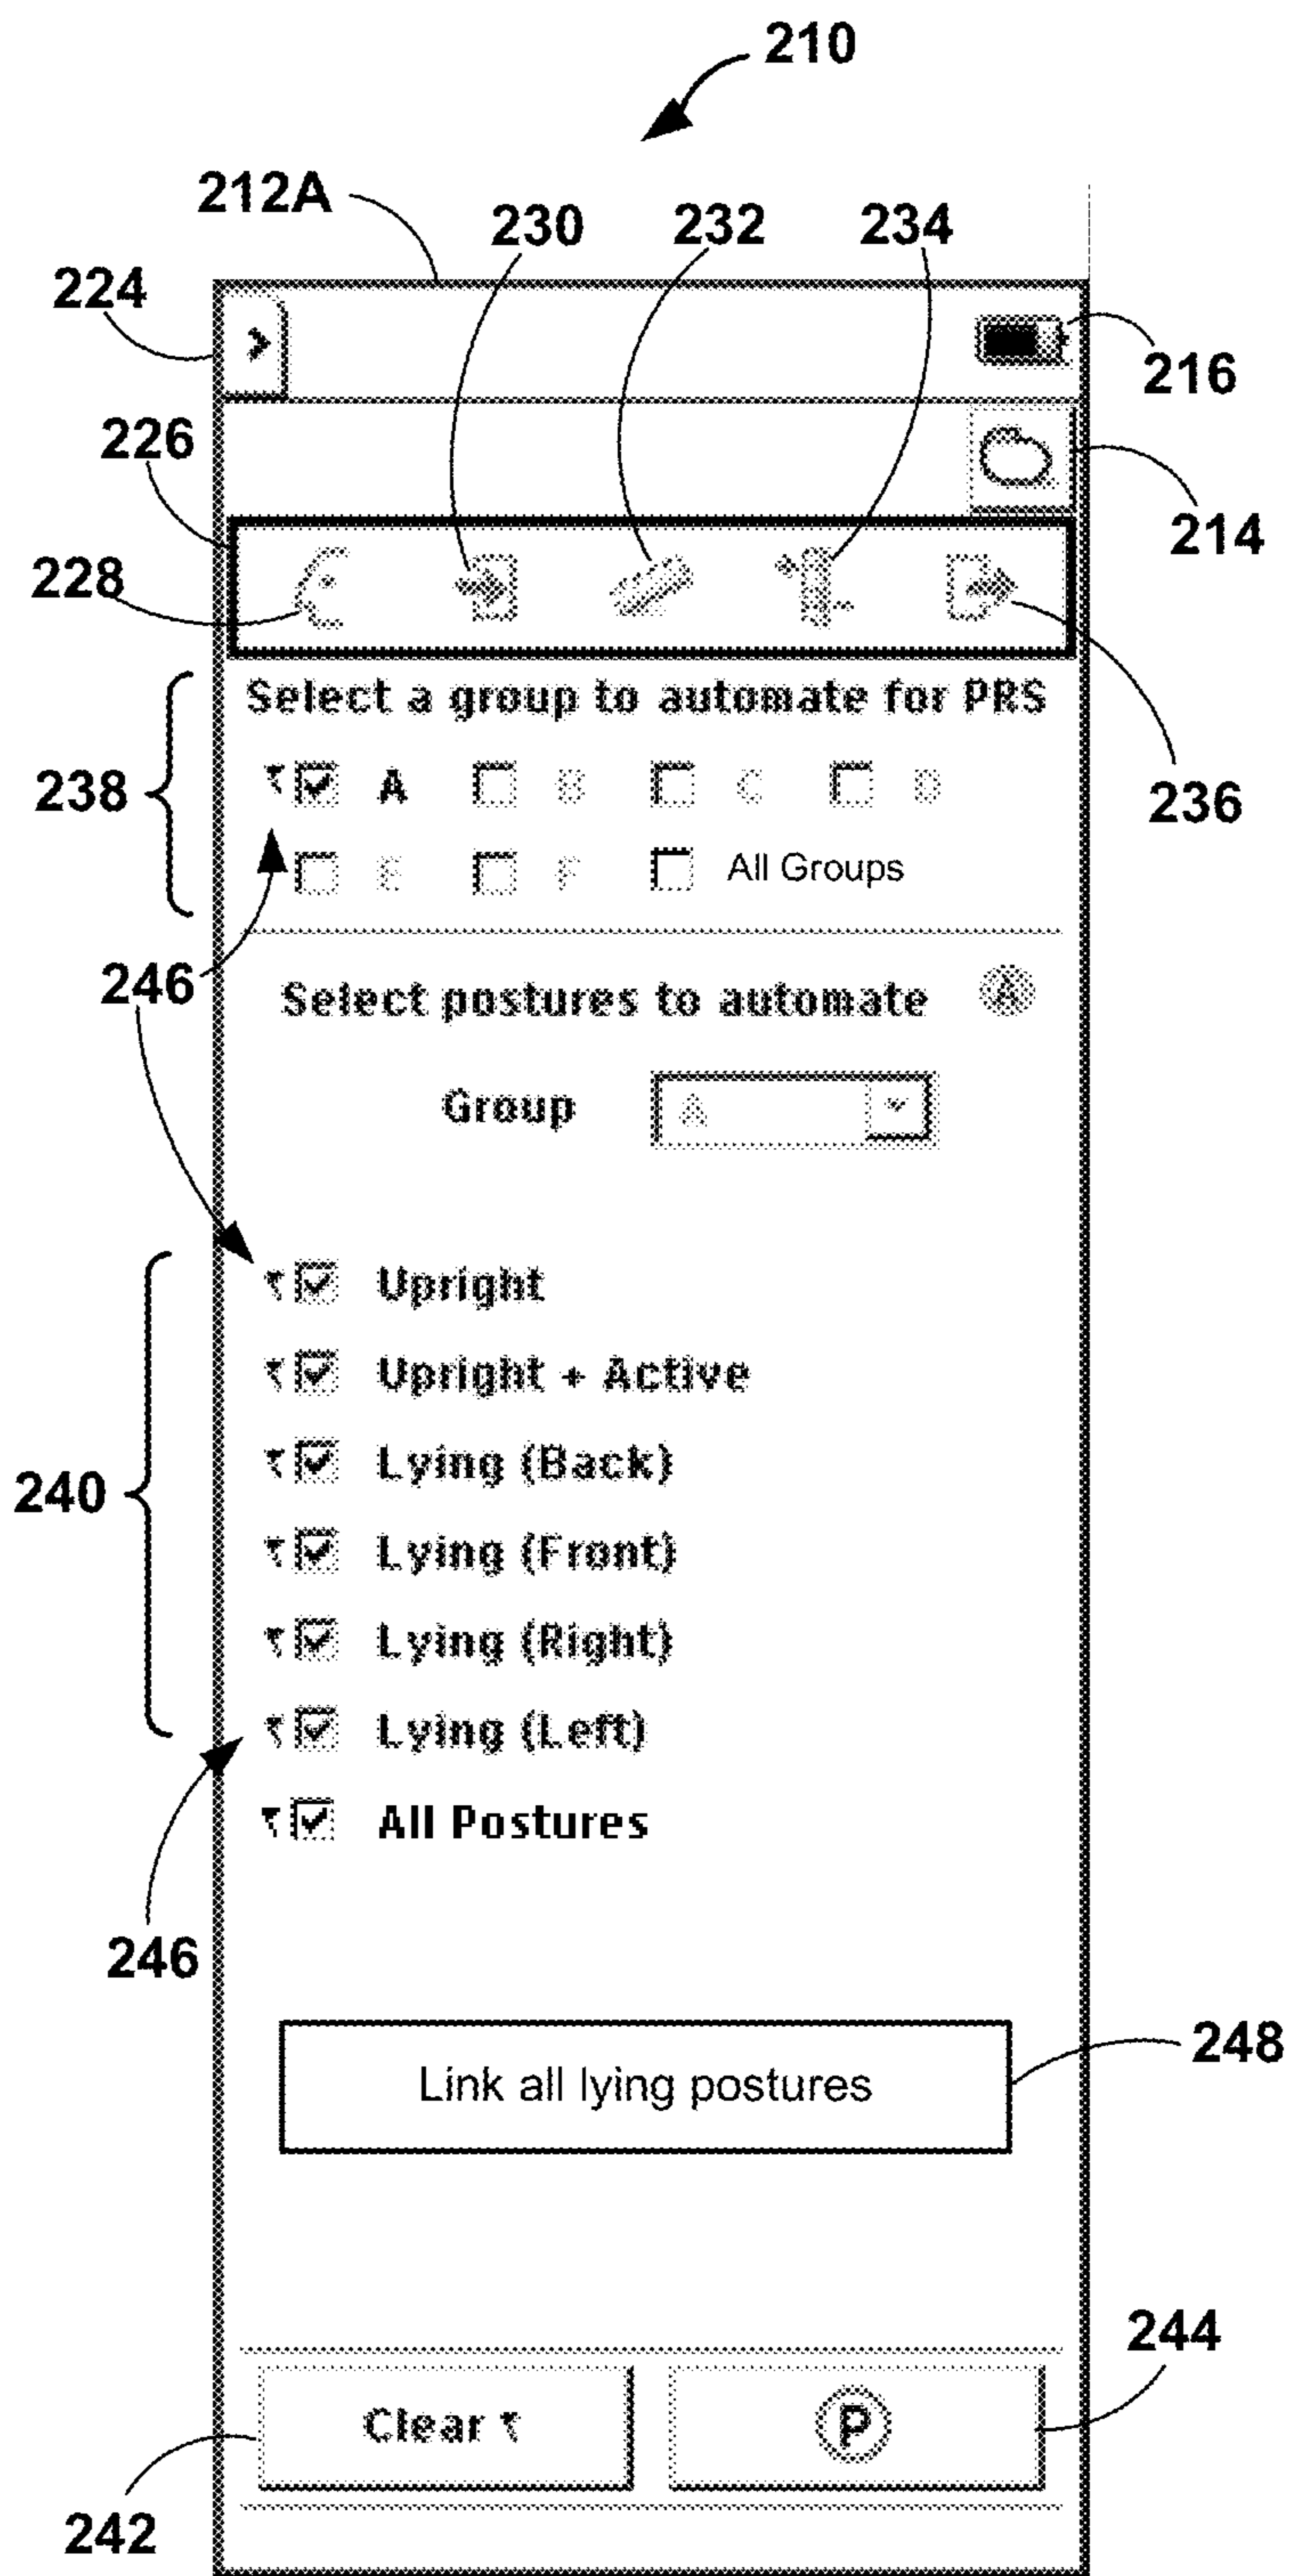 210
212A
230
232
234
224
216
226
214
228
Select a group to automate for PRS
238
A B C D
236
E F All Groups
246
Select postures to automate A
Group A
Upright
Upright + Active
Lying (Back)
240
Lying (Front)
Lying (Right)
Lying (Left)
All Postures
246
248
Link all lying postures
244
Clear
P
242